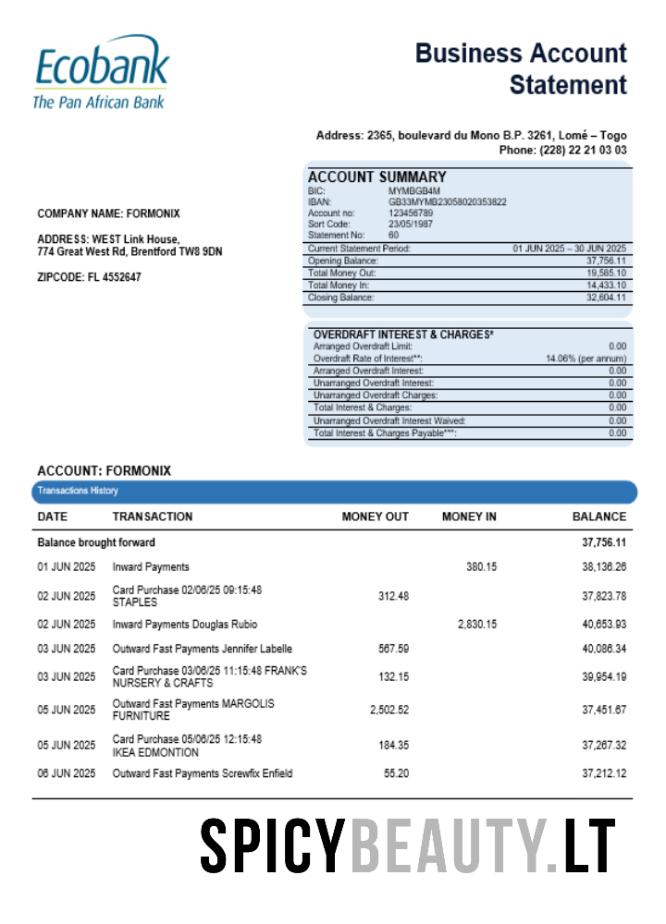 Ecobank
The Pan African Bank
Business Account
Statement
Address: 2365, boulevard du Mono B.P. 3261, Lomé – Togo
Phone: (228) 22 21 03 03
COMPANY NAME: FORMONIX
ADDRESS: WEST Link House,
774 Great West Rd, Brentford TW8 9DN
ZIPCODE: FL 4552647
ACCOUNT SUMMARY
BIC: MYMBGB4M
IBAN: GB33MYMB23058020353822
Account no: 123456789
Sort Code: 23/05/1987
Statement No: 60
Current Statement Period: 01 JUN 2025 – 30 JUN 2025
Opening Balance: 37,756.11
Total Money Out: 19,585.10
Total Money In: 14,433.10
Closing Balance: 32,604.11
OVERDRAFT INTEREST & CHARGES*
Arranged Overdraft Limit: 0.00
Overdraft Rate of Interest**: 14.06% (per annum)
Arranged Overdraft Interest: 0.00
Unarranged Overdraft Interest: 0.00
Unarranged Overdraft Charges: 0.00
Total Interest & Charges: 0.00
Unarranged Overdraft Interest Waived: 0.00
Total Interest & Charges Payable***: 0.00
ACCOUNT: FORMONIX
Transactions History
DATE TRANSACTION MONEY OUT MONEY IN BALANCE
Balance brought forward 37,756.11
01 JUN 2025 Inward Payments 380.15 38,136.26
02 JUN 2025 Card Purchase 02/06/25 09:15:48
STAPLES 312.48 37,823.78
02 JUN 2025 Inward Payments Douglas Rubio 2,830.15 40,653.93
03 JUN 2025 Outward Fast Payments Jennifer Labelle 567.59 40,086.34
03 JUN 2025 Card Purchase 03/06/25 11:15:48 FRANK'S
NURSERY & CRAFTS 132.15 39,954.19
05 JUN 2025 Outward Fast Payments MARGOLIS
FURNITURE 2,502.52 37,451.67
05 JUN 2025 Card Purchase 05/06/25 12:15:48
IKEA EDMONTION 184.35 37,267.32
06 JUN 2025 Outward Fast Payments Screwfix Enfield 55.20 37,212.12
SPICYBEAUTY.LT